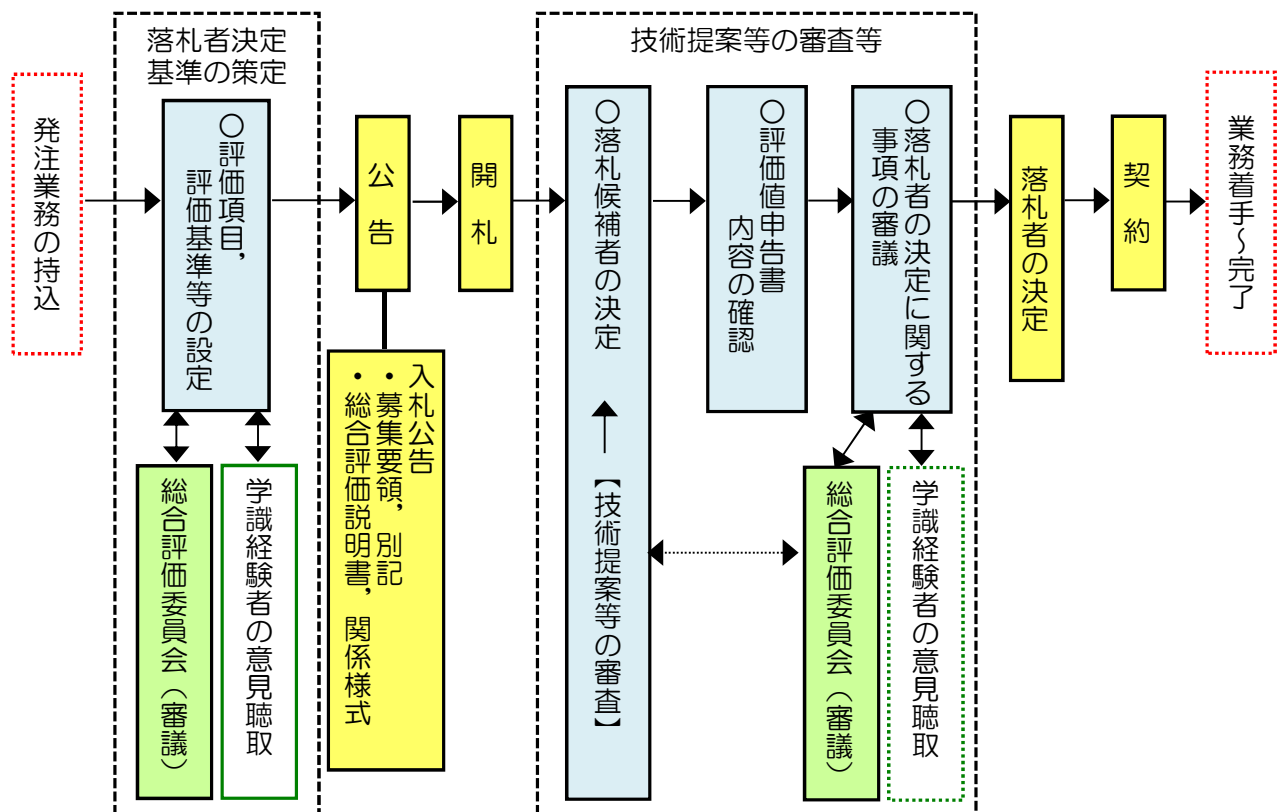 落札者決定
基準の策定
技術提案等の審査等
発注業務の持込
○評価項目，
評価基準等の設定
公告
開札
○落札候補者の決定
【技術提案等の審査】
○評価値申告書
内容の確認
○落札者の決定に関する
事項の審議
落札者の決定
契約
業務着手～完了
総合評価委員会（審議）
学識経験者の意見聴取
入札公告
・募集要領，別記
・総合評価説明書，関係様式
総合評価委員会（審議）
学識経験者の意見聴取